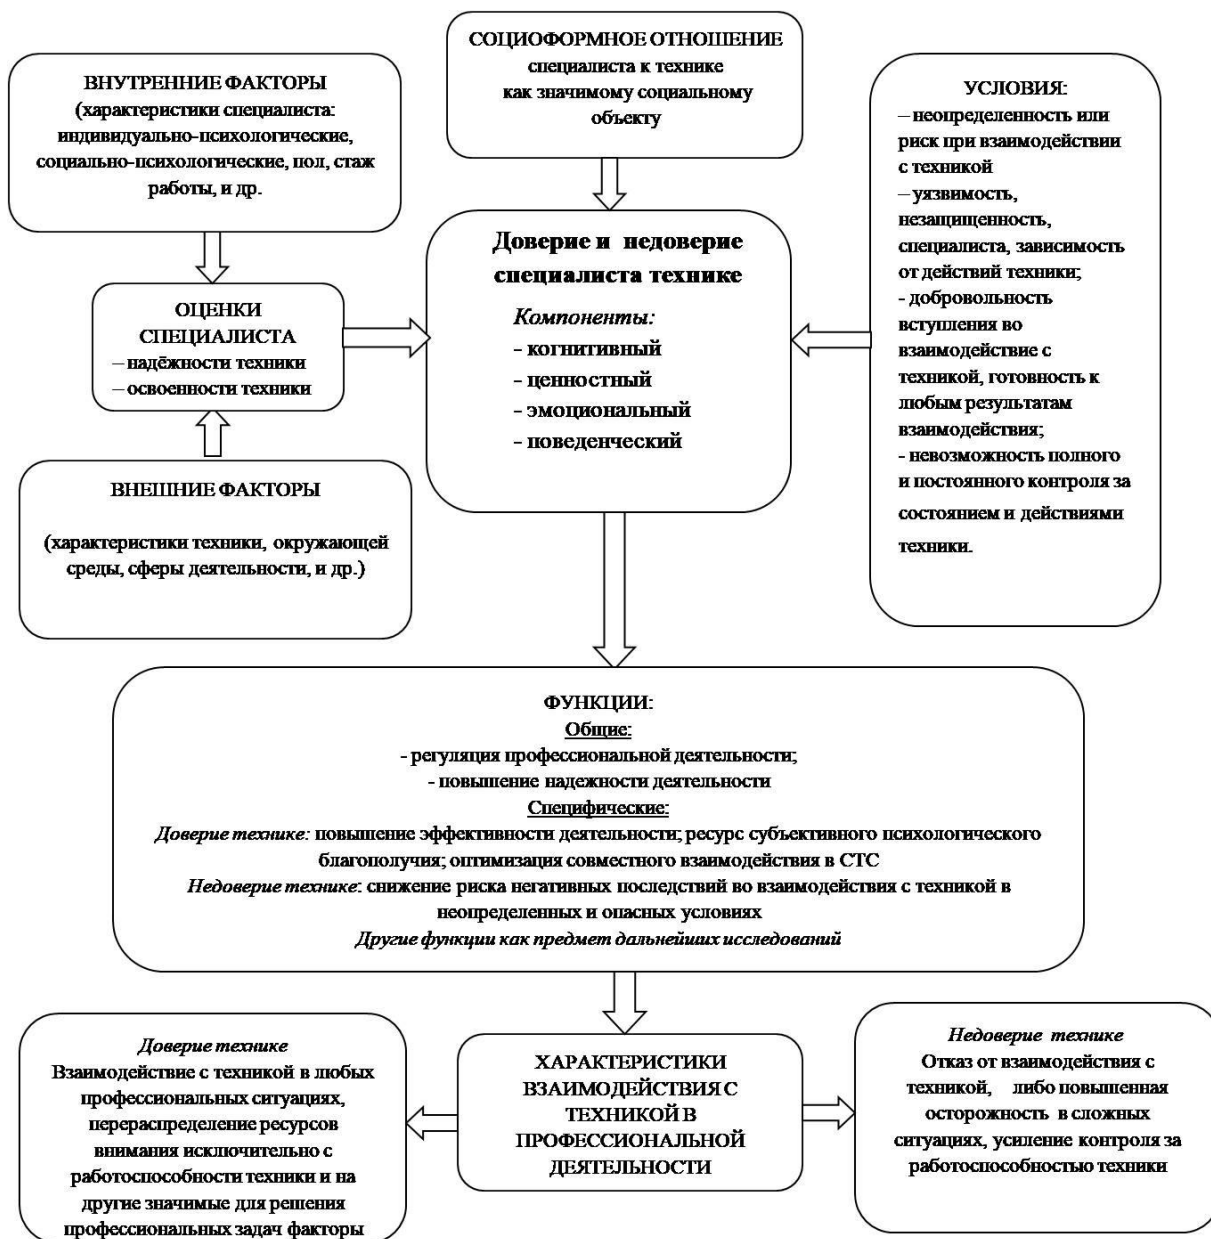 СОЦИОФОРМНОЕ ОТНОШЕНИЕ
специалиста к технике
как значимому социальному
объекту
ВНУТРЕННИЕ ФАКТОРЫ
(характеристики специалиста:
индивидуально-психологические,
социально-психологические, пол, стаж
работы, и др.
ОЦЕНКИ
СПЕЦИАЛИСТА
– надёжности техники
– освоенности техники
ВНЕШНИЕ ФАКТОРЫ
(характеристики техники, окружающей
среды, сферы деятельности, и др.)
Доверие и недоверие
специалиста технике
Компоненты:
- когнитивный
- ценностный
- эмоциональный
- поведенческий
УСЛОВИЯ:
– неопределенность или
риск при взаимодействии
с техникой
– уязвимость,
незащищенность,
специалиста, зависимость
от действий техники;
- добровольность
вступления во
взаимодействие с
техникой, готовность к
любым результатам
взаимодействия;
- невозможность полного
и постоянного контроля за
состоянием и действиями
техники.
ФУНКЦИИ:
Общие:
- регуляция профессиональной деятельности;
- повышение надежности деятельности
Специфические:
Доверие технике: повышение эффективности деятельности; ресурс субъективного психологического
благополучия; оптимизация совместного взаимодействия в СТС
Недоверие технике: снижение риска негативных последствий во взаимодействия с техникой в
неопределенных и опасных условиях
Другие функции как предмет дальнейших исследований
Доверие технике
Взаимодействие с техникой в любых
профессиональных ситуациях,
перераспределение ресурсов
внимания исключительно с
работоспособности техники и на
другие значимые для решения
профессиональных задач факторы
ХАРАКТЕРИСТИКИ
ВЗАИМОДЕЙСТВИЯ С
ТЕХНИКОЙ В
ПРОФЕССИОНАЛЬНОЙ
ДЕЯТЕЛЬНОСТИ
Недоверие технике
Отказ от взаимодействия с
техникой, либо повышенная
осторожность в сложных
ситуациях, усиление контроля за
работоспособностью техники